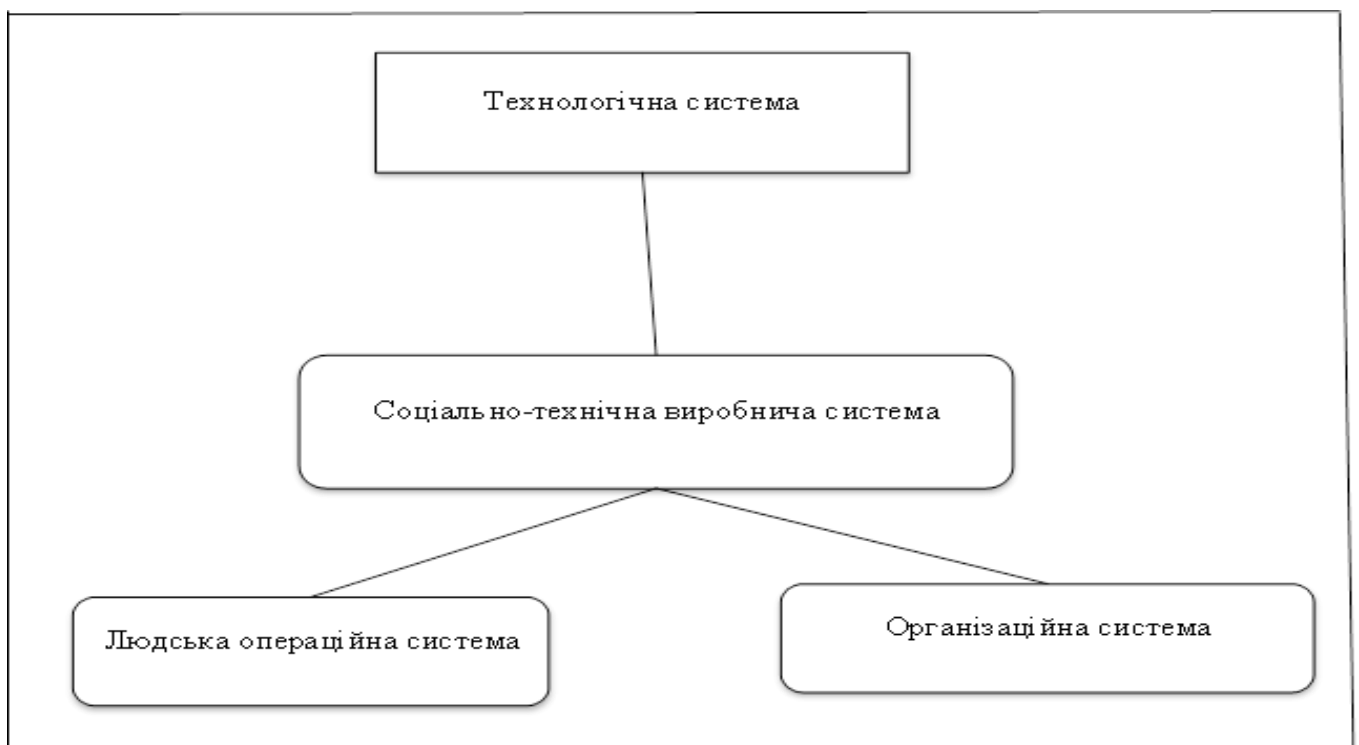 Технологічна система
Соціально-технічна виробнича система
Людська операційна система
Організаційна система